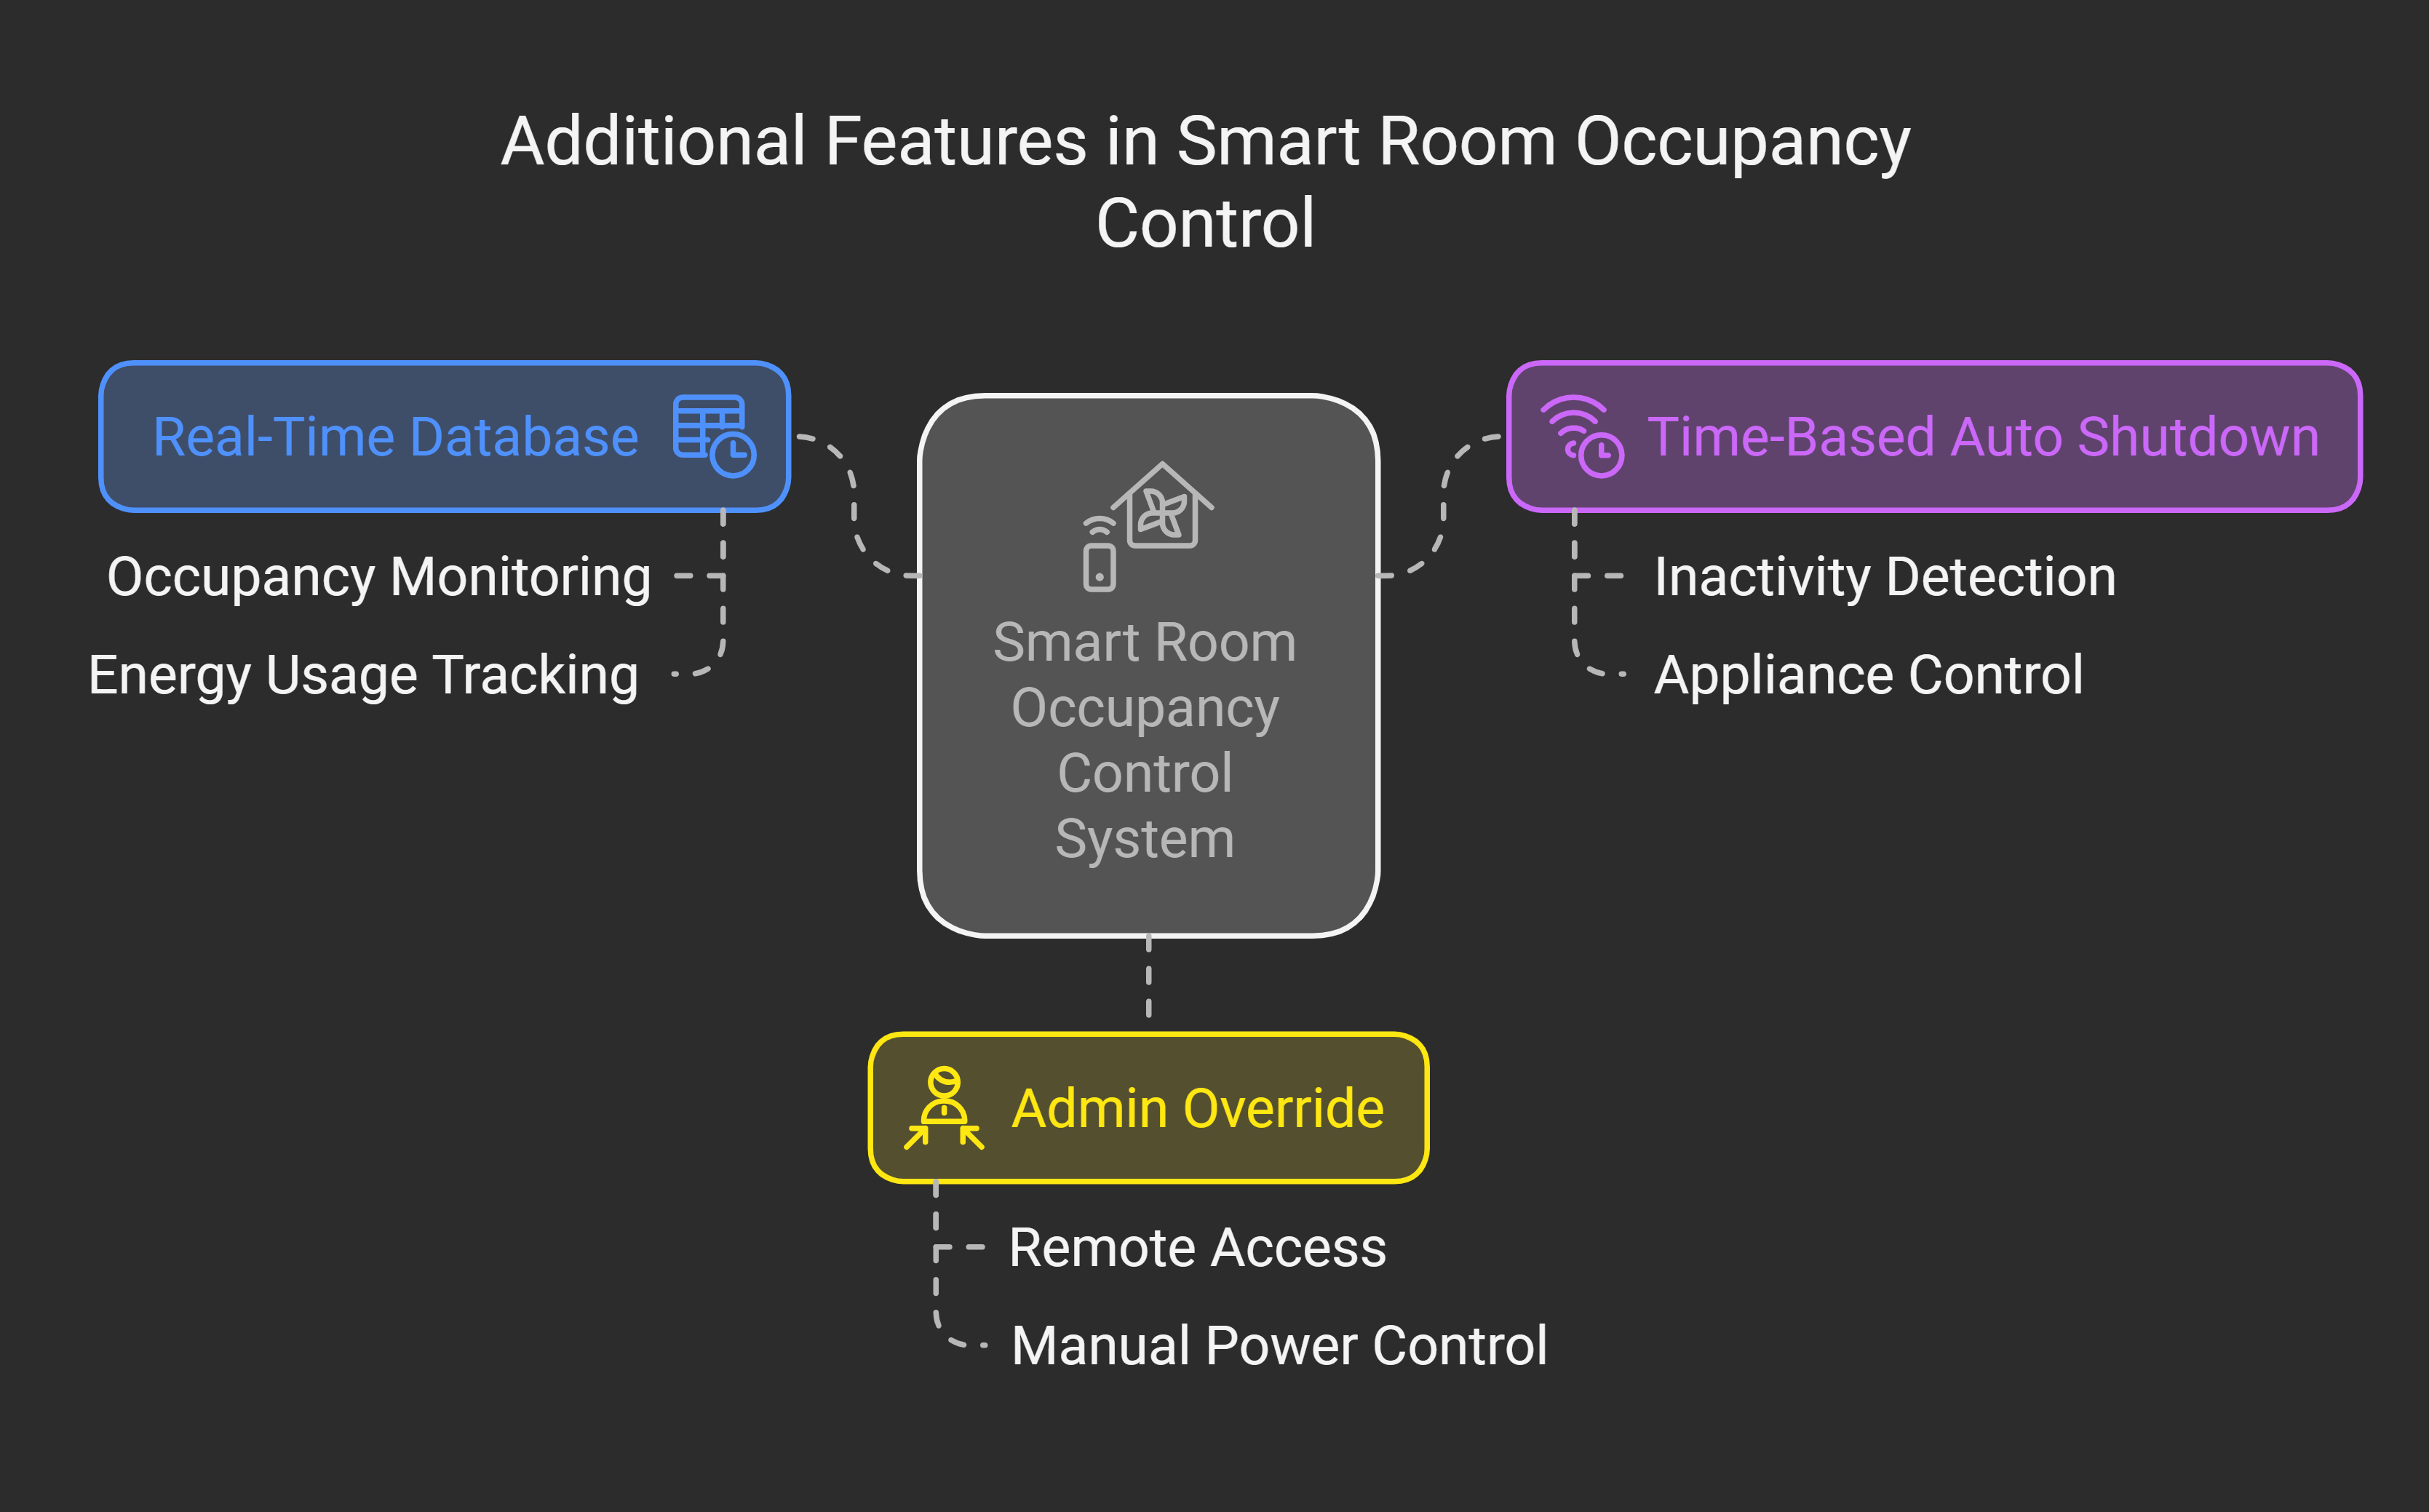 Additional Features in Smart Room Occupancy
Control
Real-Time Database
Occupancy Monitoring
Energy Usage Tracking
Smart Room
Occupancy
Control
System
Time-Based Auto Shutdown
Inactivity Detection
Appliance Control
Admin Override
Remote Access
Manual Power Control